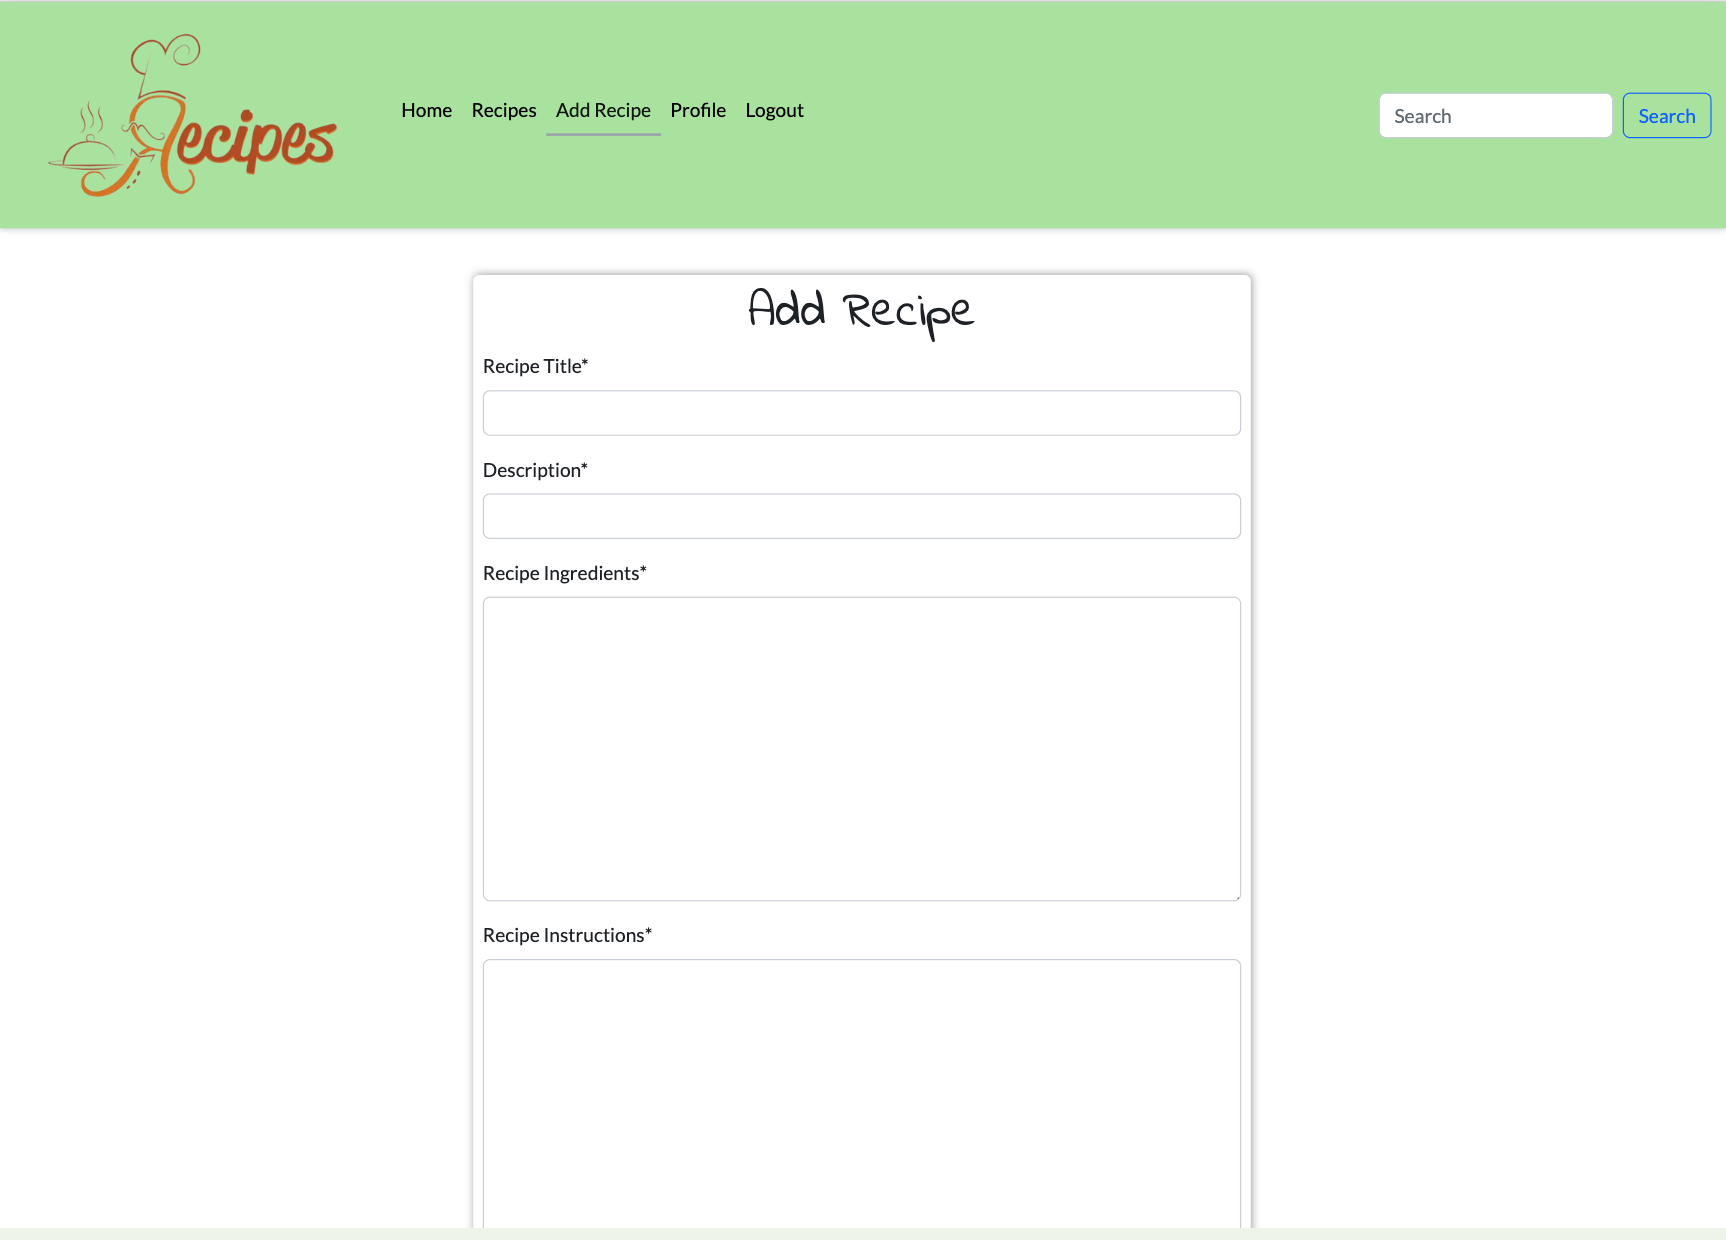 Recipes
Home Recipes Add Recipe Profile Logout
Search Search
Add Recipe
Recipe Title*
Description*
Recipe Ingredients*
Recipe Instructions*